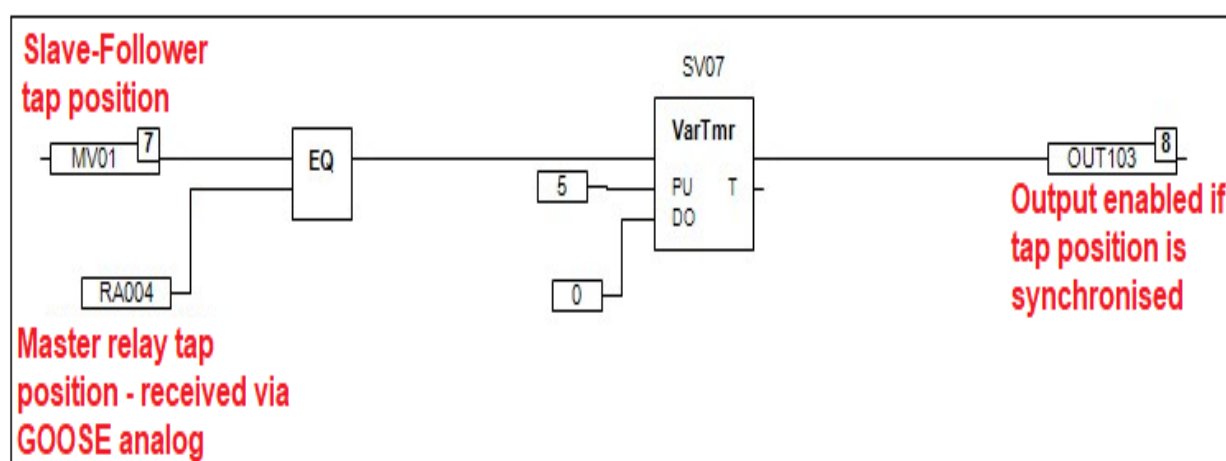 Slave-Follower
tap position
MV01
7
EQ
RA004
Master relay tap
position - received via
GOOSE analog
SV07
VarTmr
5
PU T
DO
0
OUT103
8
Output enabled if
tap position is
synchronised